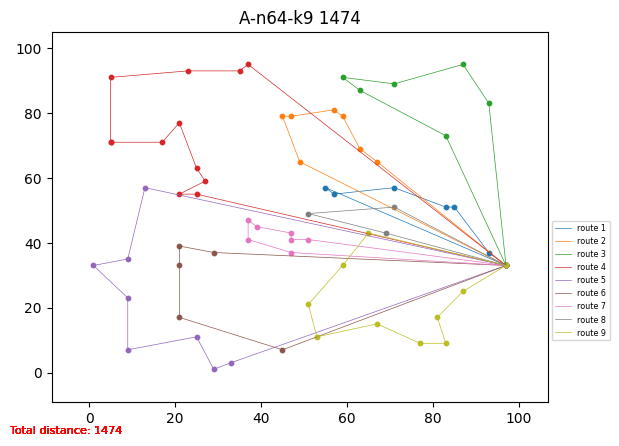 A-n64-k9 1474
100
80
60
40
20
0
0 20 40 60 80 100
route 1
route 2
route 3
route 4
route 5
route 6
route 7
route 8
route 9
Total distance: 1474